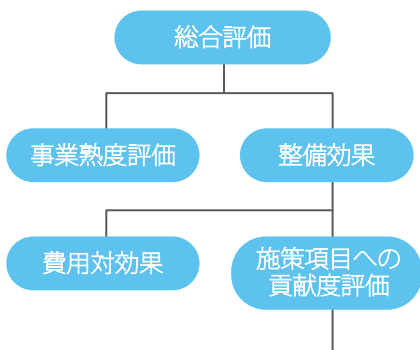 総合評価
事業熟度評価
整備効果
費用対効果
施策項目への
貢献度評価